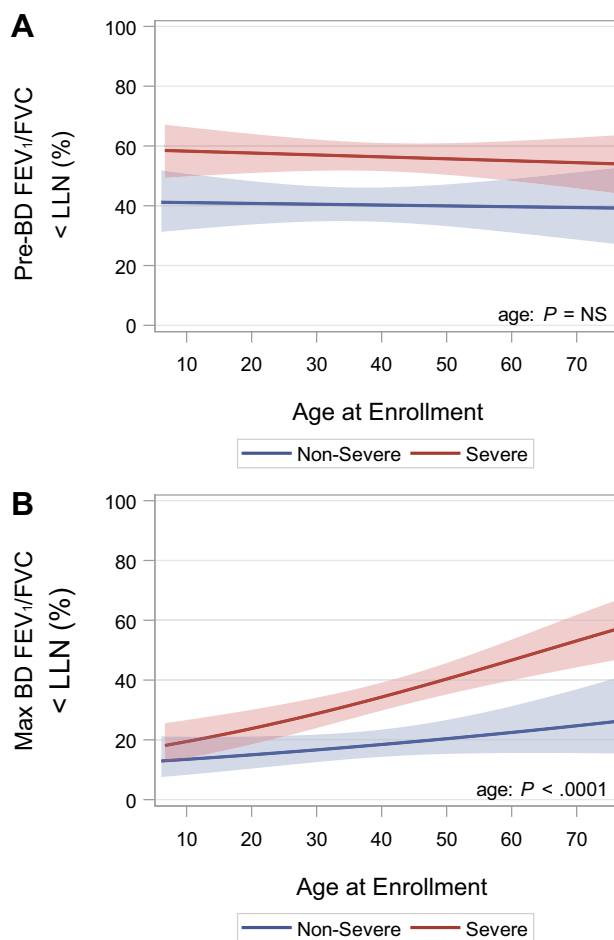 A
Pre-BD FEV₁/FVC
< LLN (%)
100
80
60
40
20
0
age: P = NS
10 20 30 40 50 60 70
Age at Enrollment
Non-Severe Severe
B
Max BD FEV₁/FVC
< LLN (%)
100
80
60
40
20
0
age: P < .0001
10 20 30 40 50 60 70
Age at Enrollment
Non-Severe Severe